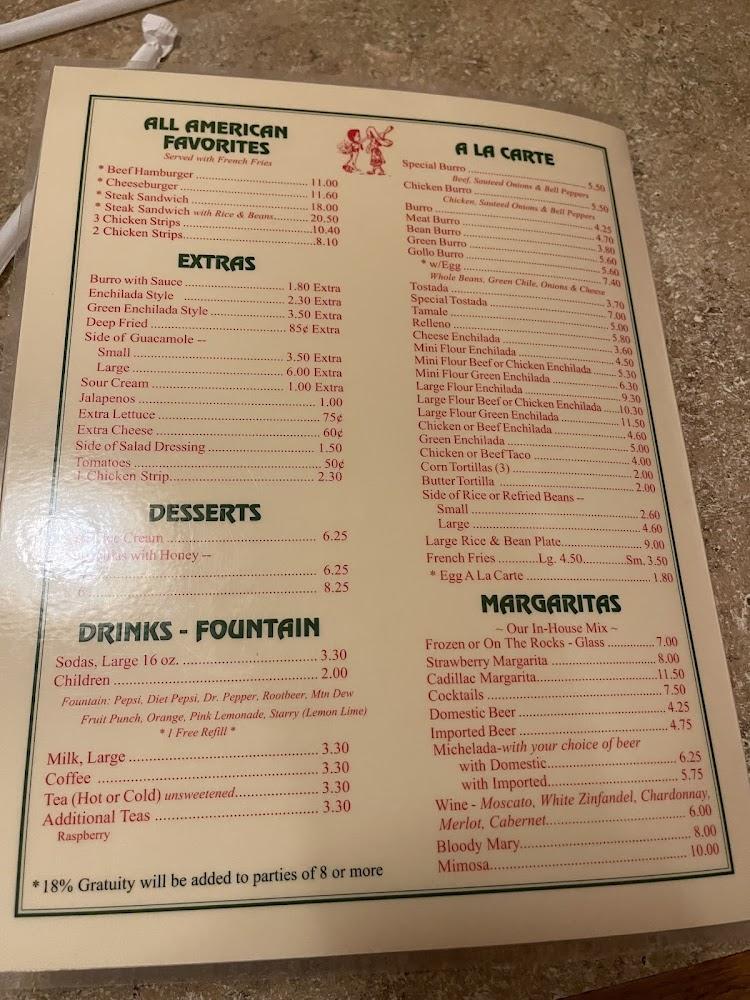 ALL AMERICAN
FAVORITES
Served with French Fries
* Beef Hamburger 11.00
* Cheeseburger 11.60
* Steak Sandwich 18.00
* Steak Sandwich with Rice & Beans 20.50
3 Chicken Strips 10.40
2 Chicken Strips 8.10
EXTRAS
Burro with Sauce 1.80 Extra
Enchilada Style 2.30 Extra
Green Enchilada Style 3.50 Extra
Deep Fried 85¢ Extra
Side of Guacamole --
Small 3.50 Extra
Large 6.00 Extra
Sour Cream 1.00 Extra
Jalapenos 1.00
Extra Lettuce 75¢
Extra Cheese 60¢
Side of Salad Dressing 1.50
Tomatoes 50¢
1 Chicken Strip 2.30
DESSERTS
Ice Cream 6.25
with Honey --
6.25
6 8.25
DRINKS - FOUNTAIN
Sodas, Large 16 oz. 3.30
Children 2.00
Fountain: Pepsi, Diet Pepsi, Dr. Pepper, Rootbeer, Mtn Dew
Fruit Punch, Orange, Pink Lemonade, Starry (Lemon Lime)
* 1 Free Refill *
Milk, Large 3.30
Coffee 3.30
Tea (Hot or Cold) unsweetened 3.30
Additional Teas 3.30
Raspberry
* 18% Gratuity will be added to parties of 8 or more
A LA CARTE
Special Burro 5.50
Beef, Sauteed Onions & Bell Peppers
Chicken Burro 5.50
Chicken, Sauteed Onions & Bell Peppers
Burro 4.25
Meat Burro 4.70
Bean Burro 3.80
Green Burro 5.60
Gollo Burro 5.60
* w/Egg 7.40
Whole Beans, Green Chile, Onions & Cheese
Tostada 3.70
Special Tostada 7.00
Tamale 5.00
Relleno 5.80
Cheese Enchilada 3.60
Mini Flour Enchilada 4.50
Mini Flour Beef or Chicken Enchilada 5.30
Mini Flour Green Enchilada 6.30
Large Flour Enchilada 9.30
Large Flour Beef or Chicken Enchilada 10.30
Large Flour Green Enchilada 11.50
Chicken or Beef Enchilada 4.60
Green Enchilada 5.00
Chicken or Beef Taco 4.00
Corn Tortillas (3) 2.00
Butter Tortilla 2.00
Side of Rice or Refried Beans --
Small 2.60
Large 4.60
Large Rice & Bean Plate 9.00
French Fries Lg. 4.50 Sm. 3.50
* Egg A La Carte 1.80
MARGARITAS
~ Our In-House Mix ~
Frozen or On The Rocks - Glass 7.00
Strawberry Margarita 8.00
Cadillac Margarita 11.50
Cocktails 7.50
Domestic Beer 4.25
Imported Beer 4.75
Michelada-with your choice of beer
with Domestic 6.25
with Imported 5.75
Wine - Moscato, White Zinfandel, Chardonnay,
Merlot, Cabernet 6.00
Bloody Mary 8.00
Mimosa 10.00